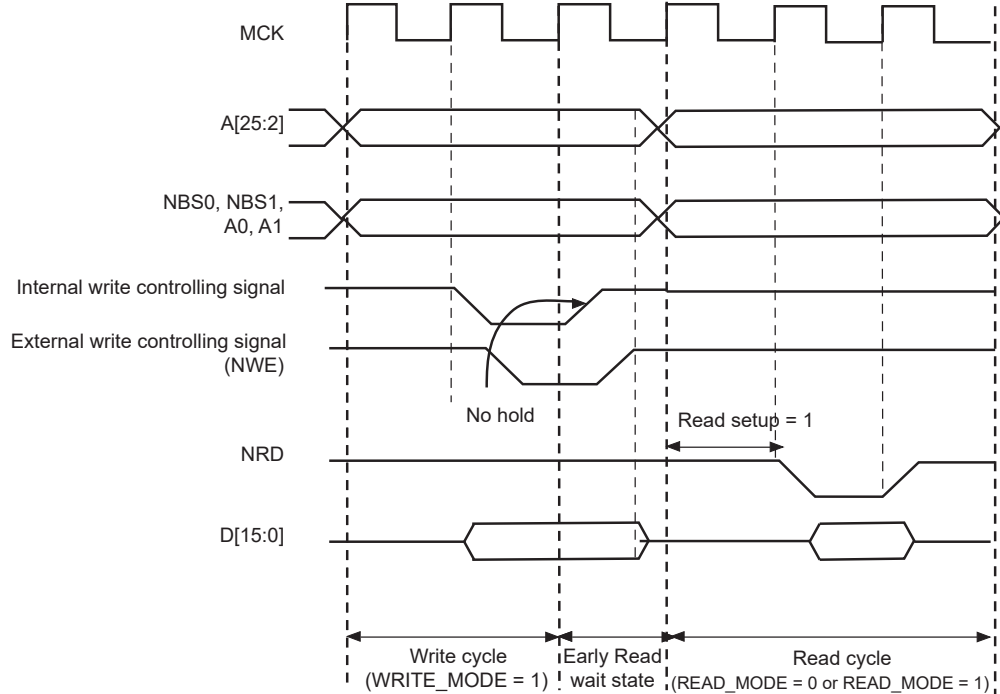 MCK
A[25:2]
NBS0, NBS1,
A0, A1
Internal write controlling signal
External write controlling signal
(NWE)
No hold
Read setup = 1
NRD
D[15:0]
Write cycle
(WRITE_MODE = 1)
Early Read
wait state
Read cycle
(READ_MODE = 0 or READ_MODE = 1)